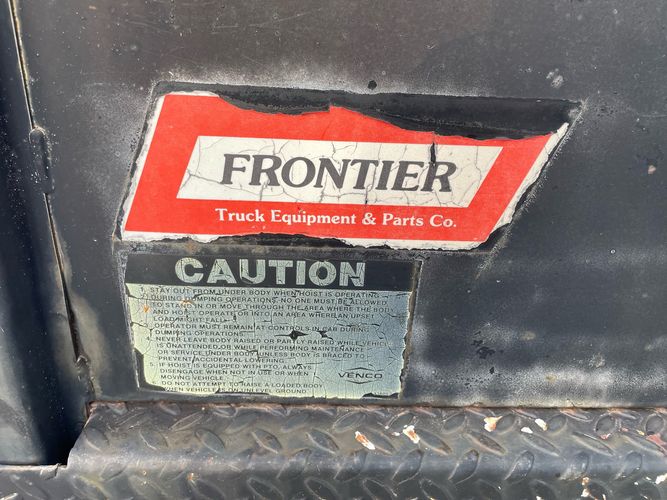 FRONTIER
Truck Equipment & Parts Co.
CAUTION
1. STAY OUT FROM UNDER BODY WHEN HOIST IS OPERATING
2. DURING DUMPING OPERATIONS, NO ONE MUST BE ALLOWED
TO STAND IN OR MOVE THROUGH THE AREA WHERE THE BODY
AND HOIST OPERATE OR INTO AN AREA WHERE AN UPSET
LOAD MIGHT FALL.
OPERATOR MUST REMAIN AT CONTROLS IN CAB DURING
DUMPING OPERATIONS
4. NEVER LEAVE BODY RAISED OR PARTLY RAISED WHILE VEHICLE
IS UNATTENDED OR WHILE PERFORMING MAINTENANCE
OR SERVICE UNDER BODY UNLESS BODY IS BRACED TO
PREVENT ACCIDENTAL LOWERING.
5. IF HOIST IS EQUIPPED WITH PTO, ALWAYS
DISENGAGE WHEN NOT IN USE OR WHEN
MOVING VEHICLE.
VENCO
6. DO NOT ATTEMPT TO RAISE A LOADED BODY
WHEN VEHICLE IS ON UNLEVEL GROUND.